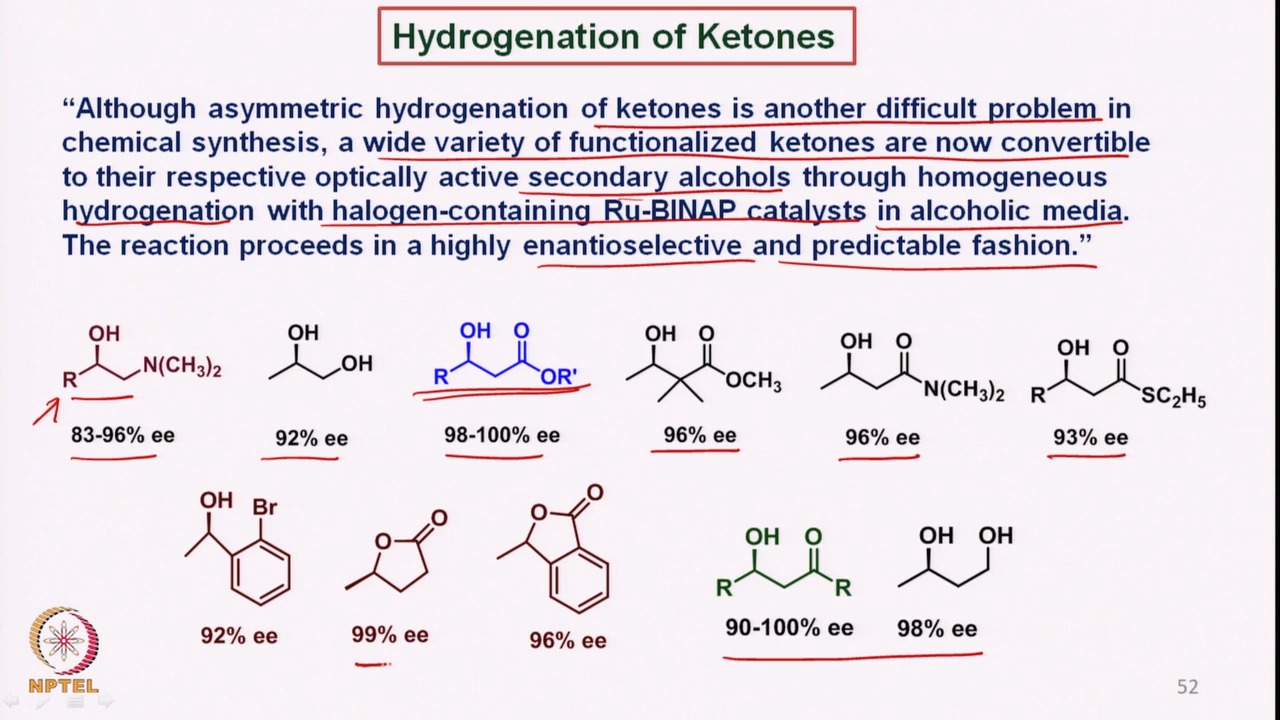 Hydrogenation of Ketones
“Although asymmetric hydrogenation of ketones is another difficult problem in
chemical synthesis, a wide variety of functionalized ketones are now convertible
to their respective optically active secondary alcohols through homogeneous
hydrogenation with halogen-containing Ru-BINAP catalysts in alcoholic media.
The reaction proceeds in a highly enantioselective and predictable fashion.”
OH
R
N(CH₃)₂
83-96% ee
OH
OH
92% ee
OH O
R
OR'
98-100% ee
OH O
OCH₃
96% ee
OH O
N(CH₃)₂
96% ee
OH O
R
SC₂H₅
93% ee
OH Br
92% ee
O
O
99% ee
O
O
96% ee
OH O
R R
90-100% ee
OH OH
98% ee
NPTEL
52